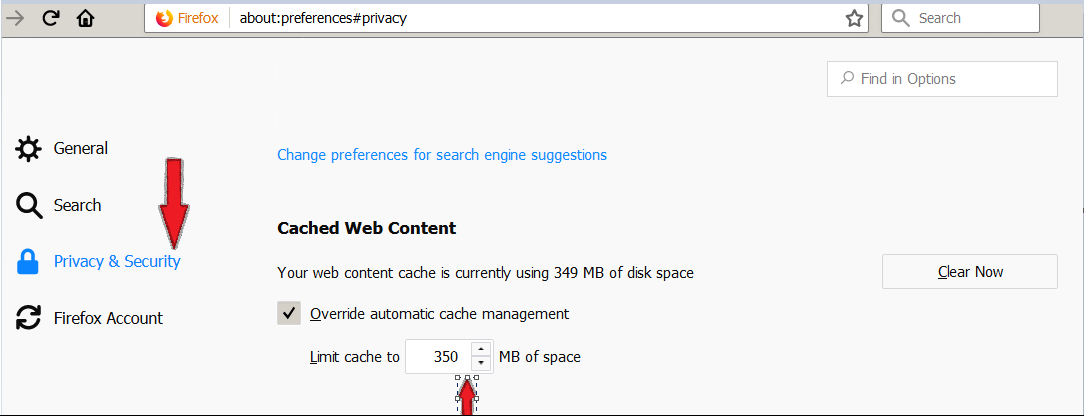 Firefox about:preferences#privacy Search
Find in Options
General
Change preferences for search engine suggestions
Search
Cached Web Content
Privacy & Security
Your web content cache is currently using 349 MB of disk space Clear Now
Override automatic cache management
Firefox Account
Limit cache to 350 MB of space